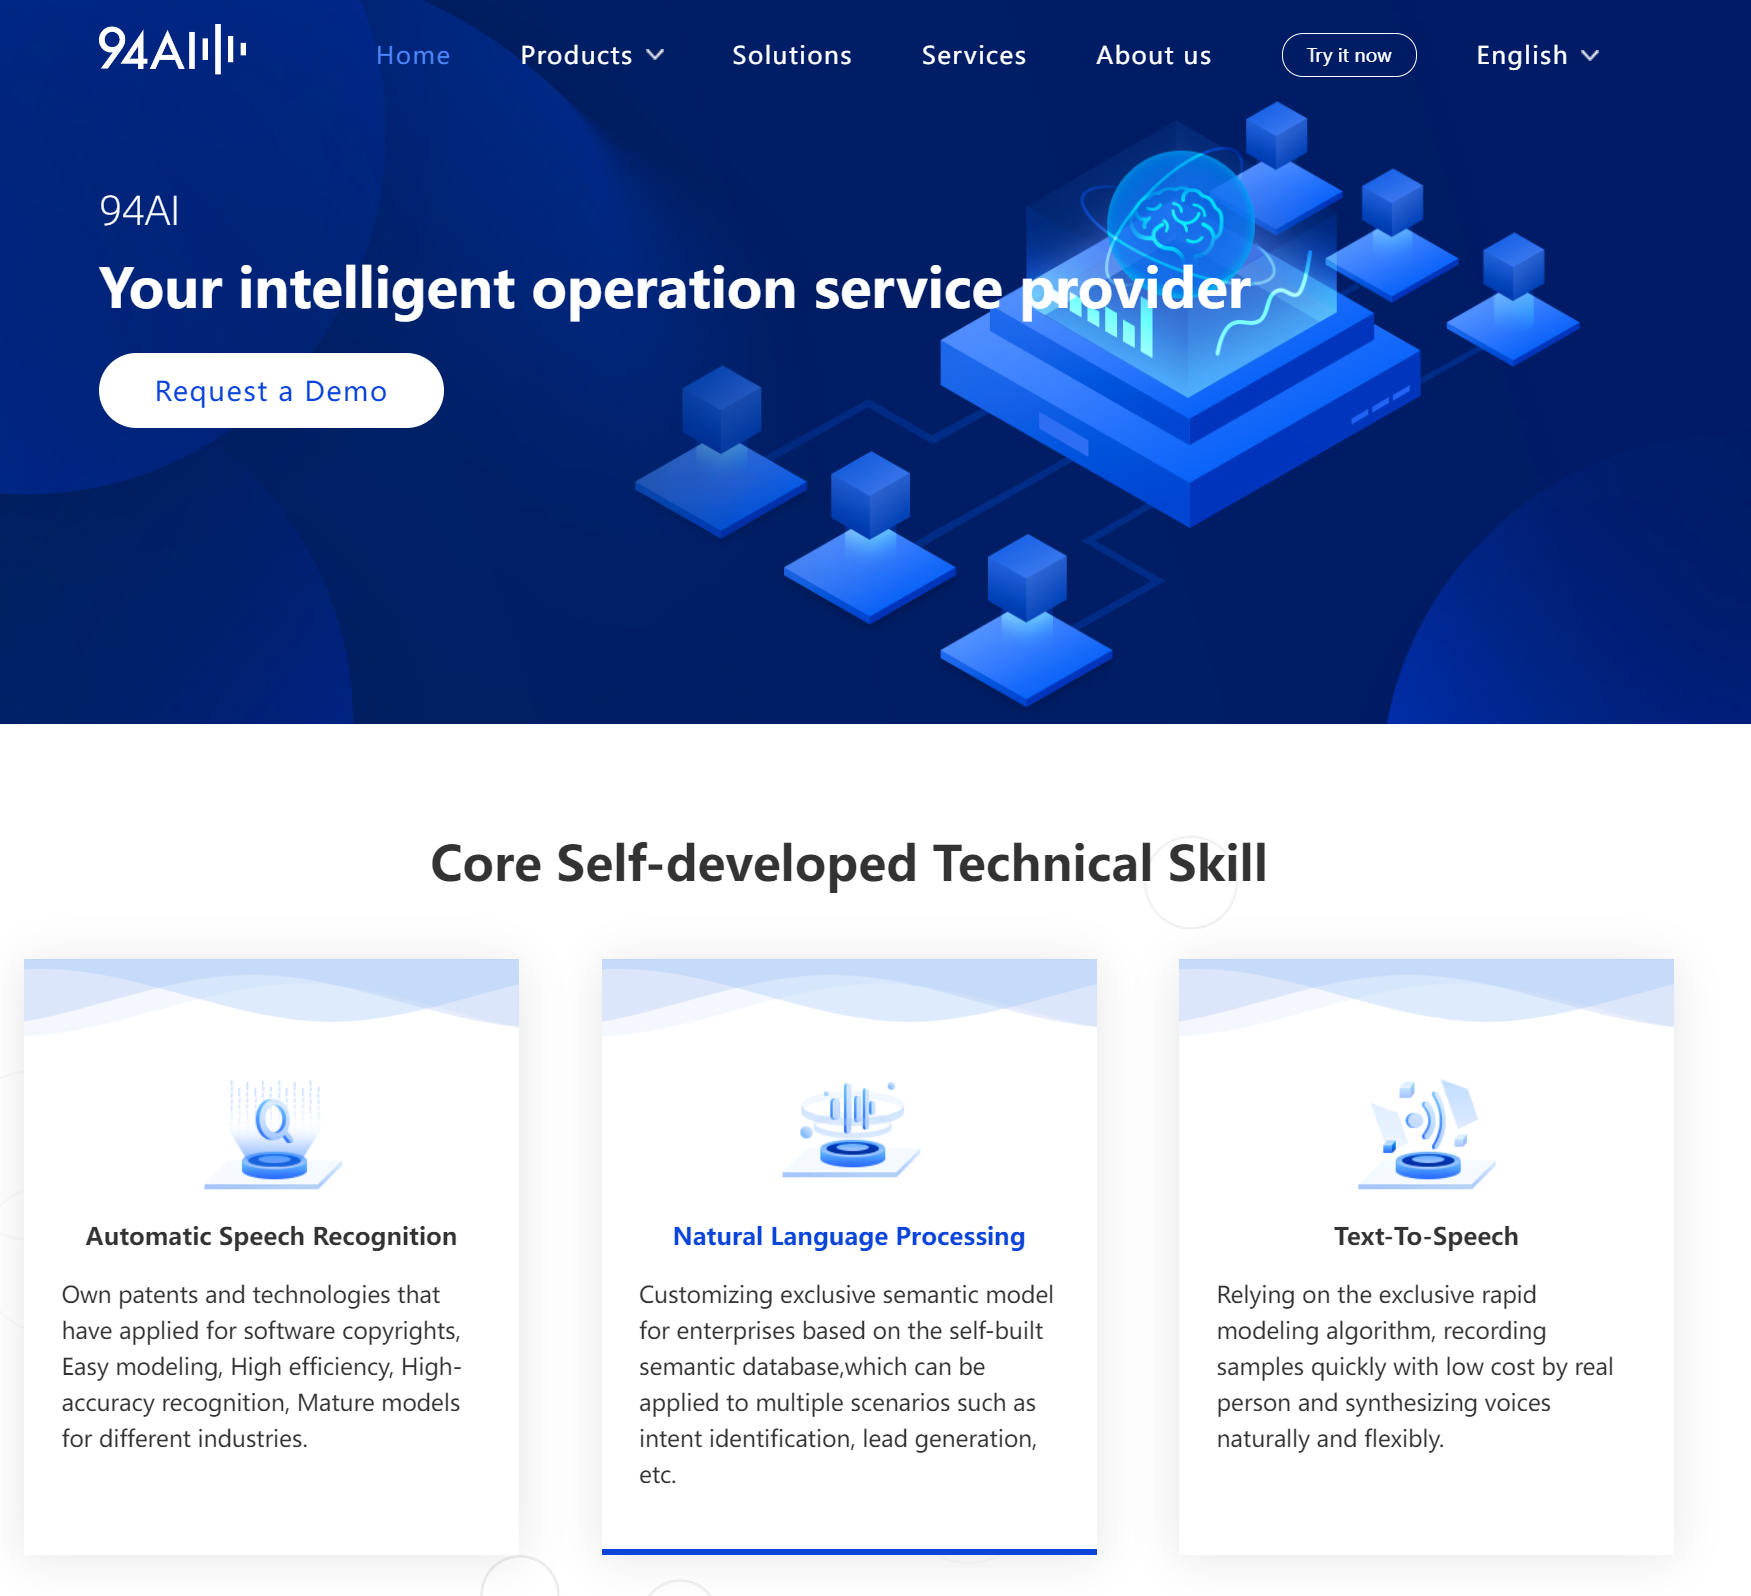 94AI
Home Products Solutions Services About us Try it now English
94AI
Your intelligent operation service provider
Request a Demo
Core Self-developed Technical Skill
Automatic Speech Recognition
Own patents and technologies that
have applied for software copyrights,
Easy modeling, High efficiency, High-
accuracy recognition, Mature models
for different industries.
Natural Language Processing
Customizing exclusive semantic model
for enterprises based on the self-built
semantic database,which can be
applied to multiple scenarios such as
intent identification, lead generation,
etc.
Text-To-Speech
Relying on the exclusive rapid
modeling algorithm, recording
samples quickly with low cost by real
person and synthesizing voices
naturally and flexibly.